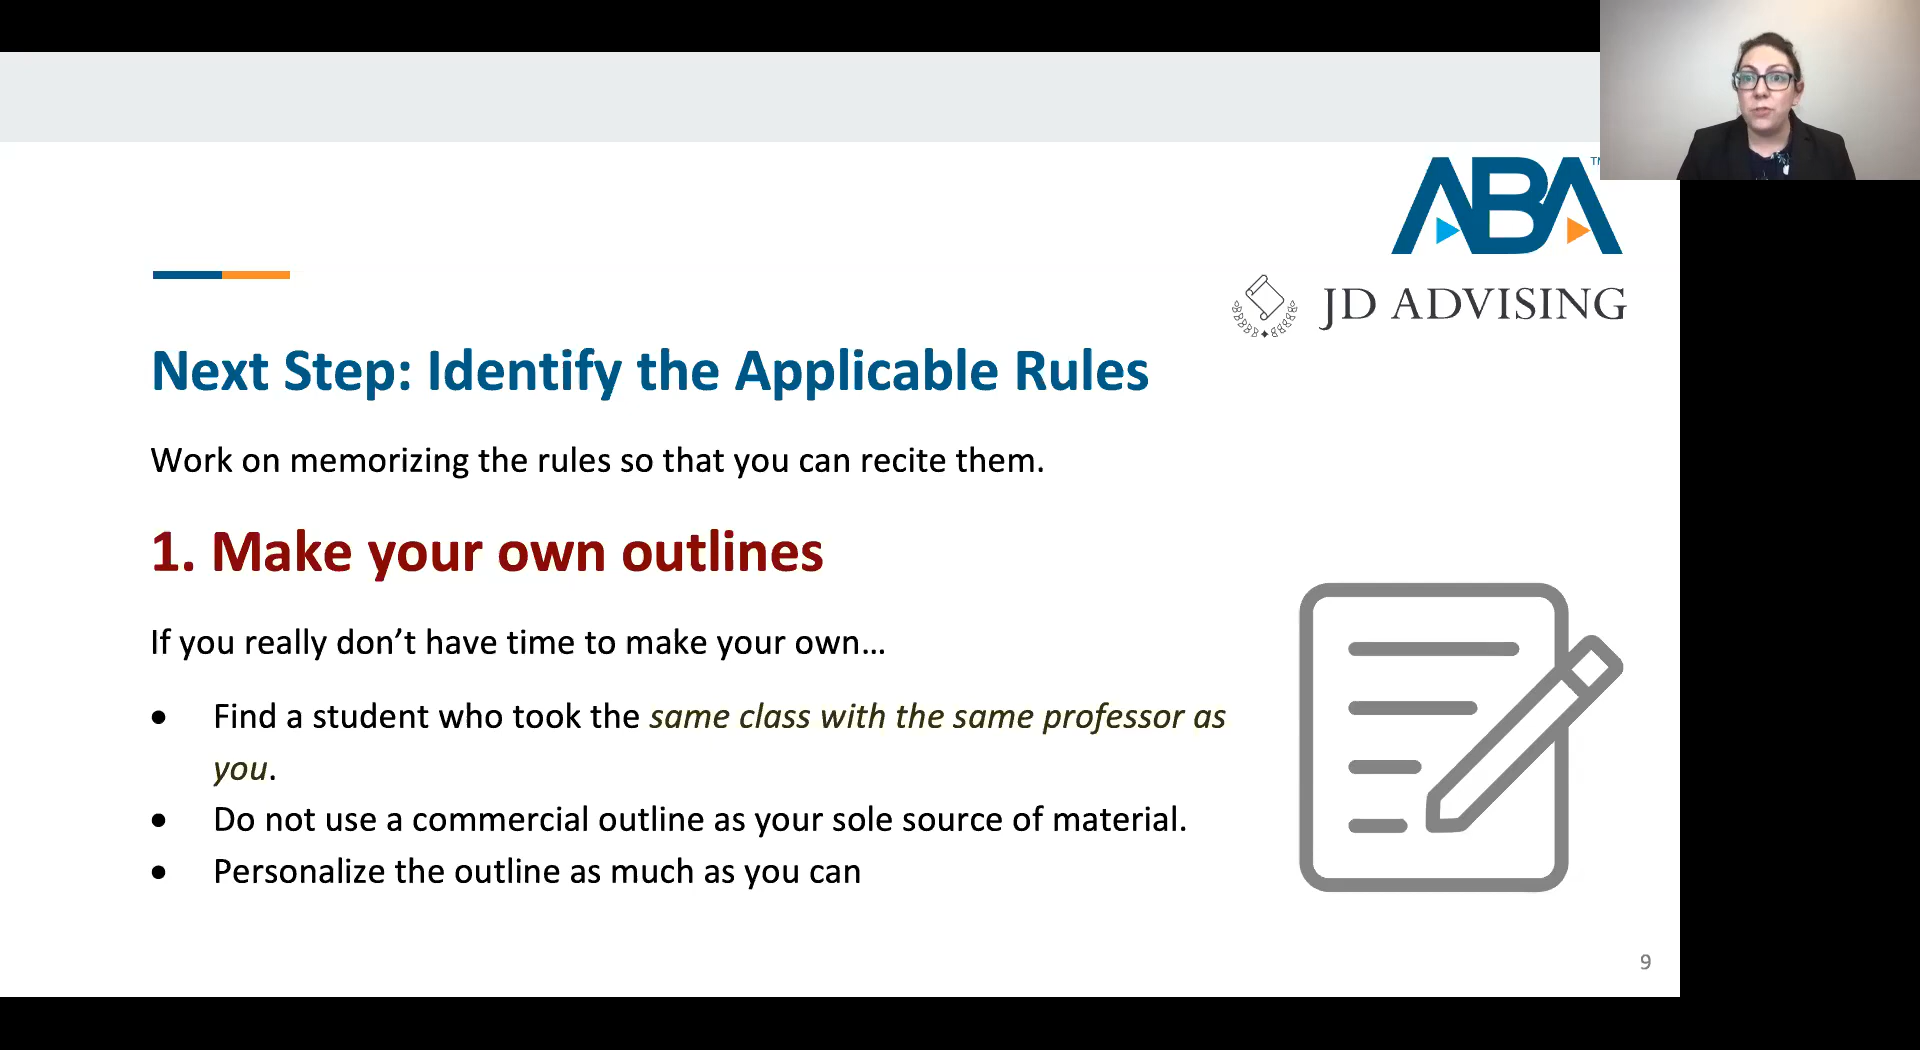 ABA
JD ADVISING
Next Step: Identify the Applicable Rules
Work on memorizing the rules so that you can recite them.
1. Make your own outlines
If you really don’t have time to make your own...
• Find a student who took the same class with the same professor as
you.
• Do not use a commercial outline as your sole source of material.
• Personalize the outline as much as you can
9